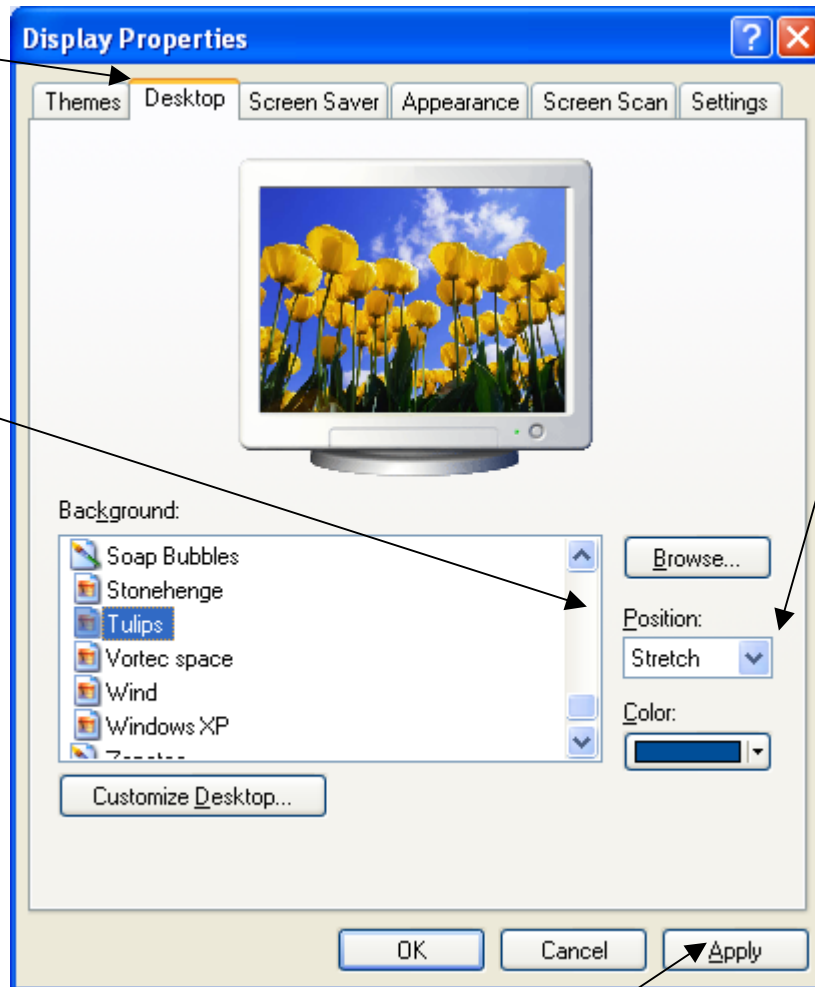 Display Properties
Themes Desktop Screen Saver Appearance Screen Scan Settings
Background:
Soap Bubbles
Stonehenge
Tulips
Vortec space
Wind
Windows XP
Browse...
Position:
Stretch
Color:
Customize Desktop...
OK Cancel Apply